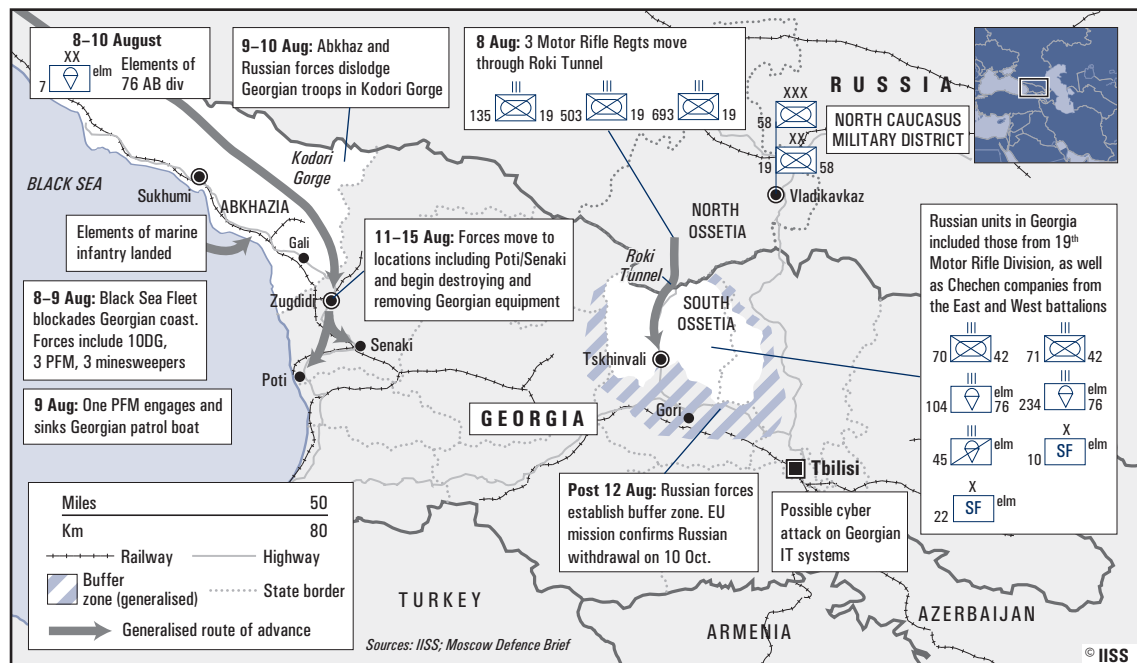 8–10 August
XX
7
elm
Elements of
76 AB div
9–10 Aug: Abkhaz and
Russian forces dislodge
Georgian troops in Kodori Gorge
8 Aug: 3 Motor Rifle Regts move
through Roki Tunnel
III
III
III
135
19
503
19
693
19
RUSSIA
XXX
58
NORTH CAUCASUS
MILITARY DISTRICT
XX
19
58
Vladikavkaz
Kodori
Gorge
BLACK SEA
Sukhumi
ABKHAZIA
NORTH
OSSETIA
Elements of marine
infantry landed
Gali
11–15 Aug: Forces move to
locations including Poti/Senaki
and begin destroying and
removing Georgian equipment
Roki
Tunnel
Zugdidi
SOUTH
OSSETIA
Russian units in Georgia
included those from 19th
Motor Rifle Division, as well
as Chechen companies from
the East and West battalions
III
III
70
42
71
42
III
III
104
elm
76
234
elm
76
III
X
45
elm
10
SF
elm
X
22
SF
elm
8–9 Aug: Black Sea Fleet
blockades Georgian coast.
Forces include 10DG,
3 PFM, 3 minesweepers
Senaki
Tskhinvali
Poti
9 Aug: One PFM engages and
sinks Georgian patrol boat
GEORGIA
Gori
Tbilisi
Post 12 Aug: Russian forces
establish buffer zone. EU
mission confirms Russian
withdrawal on 10 Oct.
Possible cyber
attack on Georgian
IT systems
Miles 50
Km 80
Railway
Highway
Buffer
zone (generalised)
State border
Generalised route of advance
TURKEY
ARMENIA
AZERBAIJAN
Sources: IISS; Moscow Defence Brief
© IISS